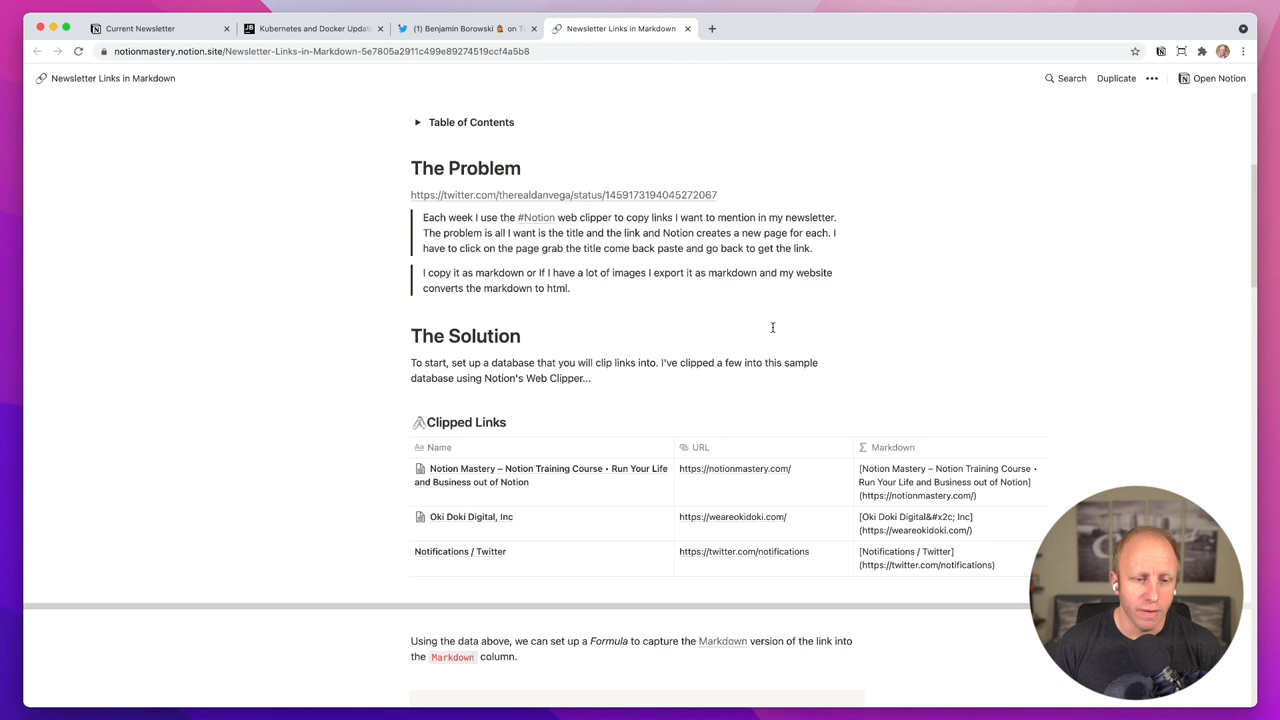 Current Newsletter
Kubernetes and Docker Updat
(1) Benjamin Borowski 🙋 on T
Newsletter Links in Markdown
notionmastery.notion.site/Newsletter-Links-in-Markdown-5e7805a2911c499e89274519ccf4a5b8
Newsletter Links in Markdown
Search Duplicate ••• Open Notion
Table of Contents
The Problem
https://twitter.com/therealdanvega/status/1459173194045272067
Each week I use the #Notion web clipper to copy links I want to mention in my newsletter.
The problem is all I want is the title and the link and Notion creates a new page for each. I
have to click on the page grab the title come back paste and go back to get the link.
I copy it as markdown or If I have a lot of images I export it as markdown and my website
converts the markdown to html.
The Solution
To start, set up a database that you will clip links into. I've clipped a few into this sample
database using Notion's Web Clipper...
Clipped Links
Aa Name URL Σ Markdown
Notion Mastery – Notion Training Course • Run Your Life
and Business out of Notion
https://notionmastery.com/
[Notion Mastery – Notion Training Course •
Run Your Life and Business out of Notion]
(https://notionmastery.com/)
Oki Doki Digital, Inc
https://weareokidoki.com/
[Oki Doki Digital&#x2c; Inc]
(https://weareokidoki.com/)
Notifications / Twitter
https://twitter.com/notifications
[Notifications / Twitter]
(https://twitter.com/notifications)
Using the data above, we can set up a Formula to capture the Markdown version of the link into
the Markdown column.